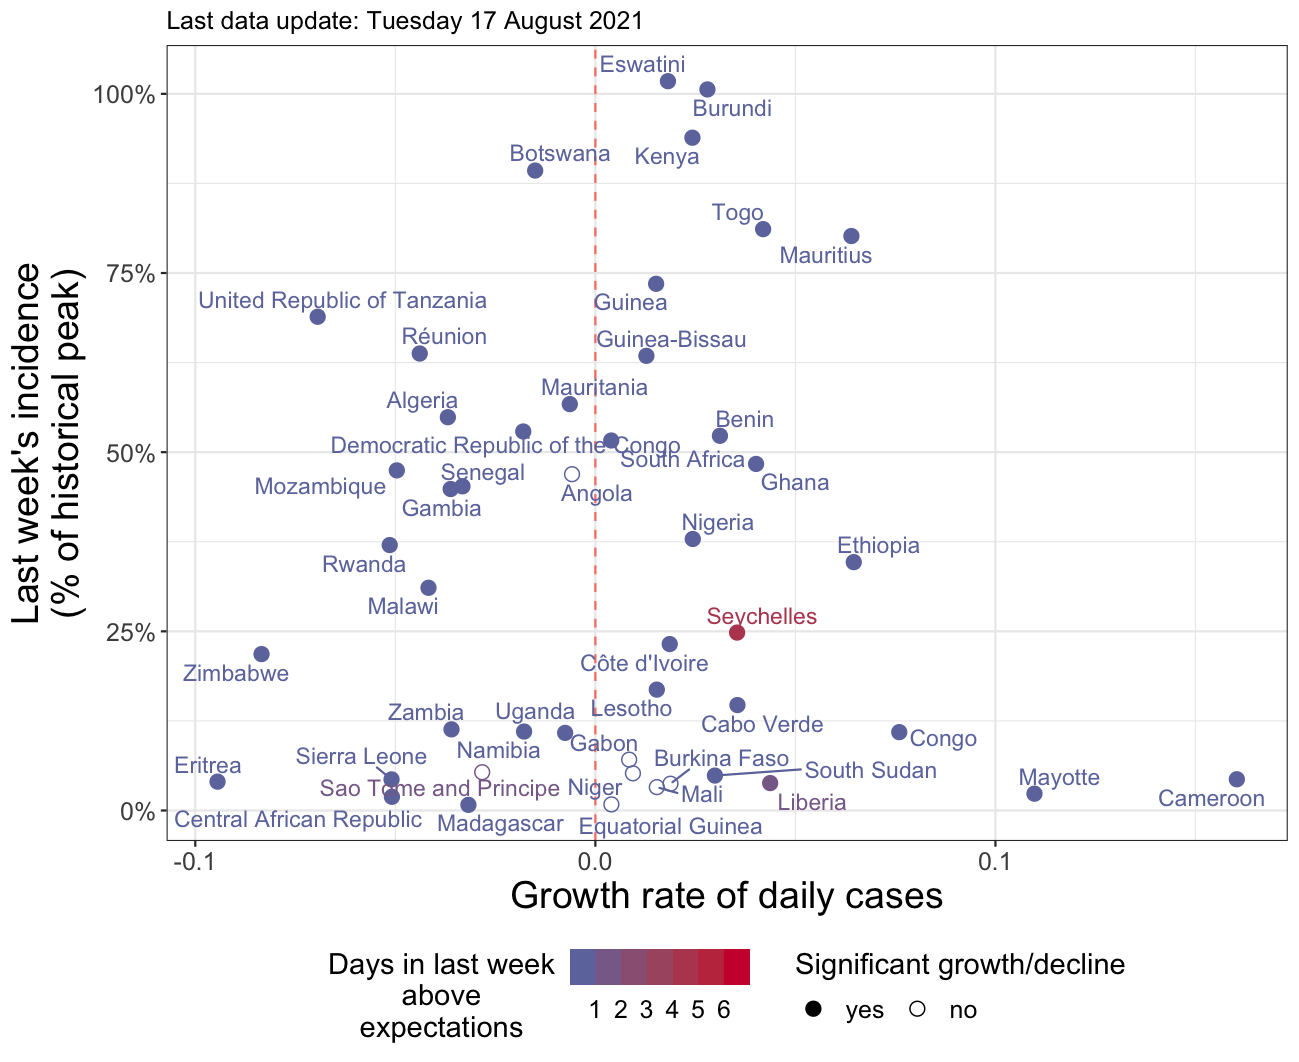 Last data update: Tuesday 17 August 2021
Last week's incidence
(% of historical peak)
100%
75%
50%
25%
0%
Eswatini
Burundi
Kenya
Botswana
Togo
Mauritius
United Republic of Tanzania
Guinea
Réunion
Guinea-Bissau
Mauritania
Algeria
Benin
Democratic Republic of the Congo
South Africa
Senegal
Mozambique
Angola
Ghana
Gambia
Nigeria
Ethiopia
Rwanda
Malawi
Seychelles
Côte d'Ivoire
Zimbabwe
Lesotho
Zambia
Uganda
Cabo Verde
Congo
Namibia
Gabon
Sierra Leone
Burkina Faso
Eritrea
South Sudan
Mayotte
Sao Tome and Principe
Niger
Mali
Cameroon
Liberia
Central African Republic
Madagascar
Equatorial Guinea
-0.1
0.0
0.1
Growth rate of daily cases
Days in last week
above
expectations
1 2 3 4 5 6
Significant growth/decline
yes
no